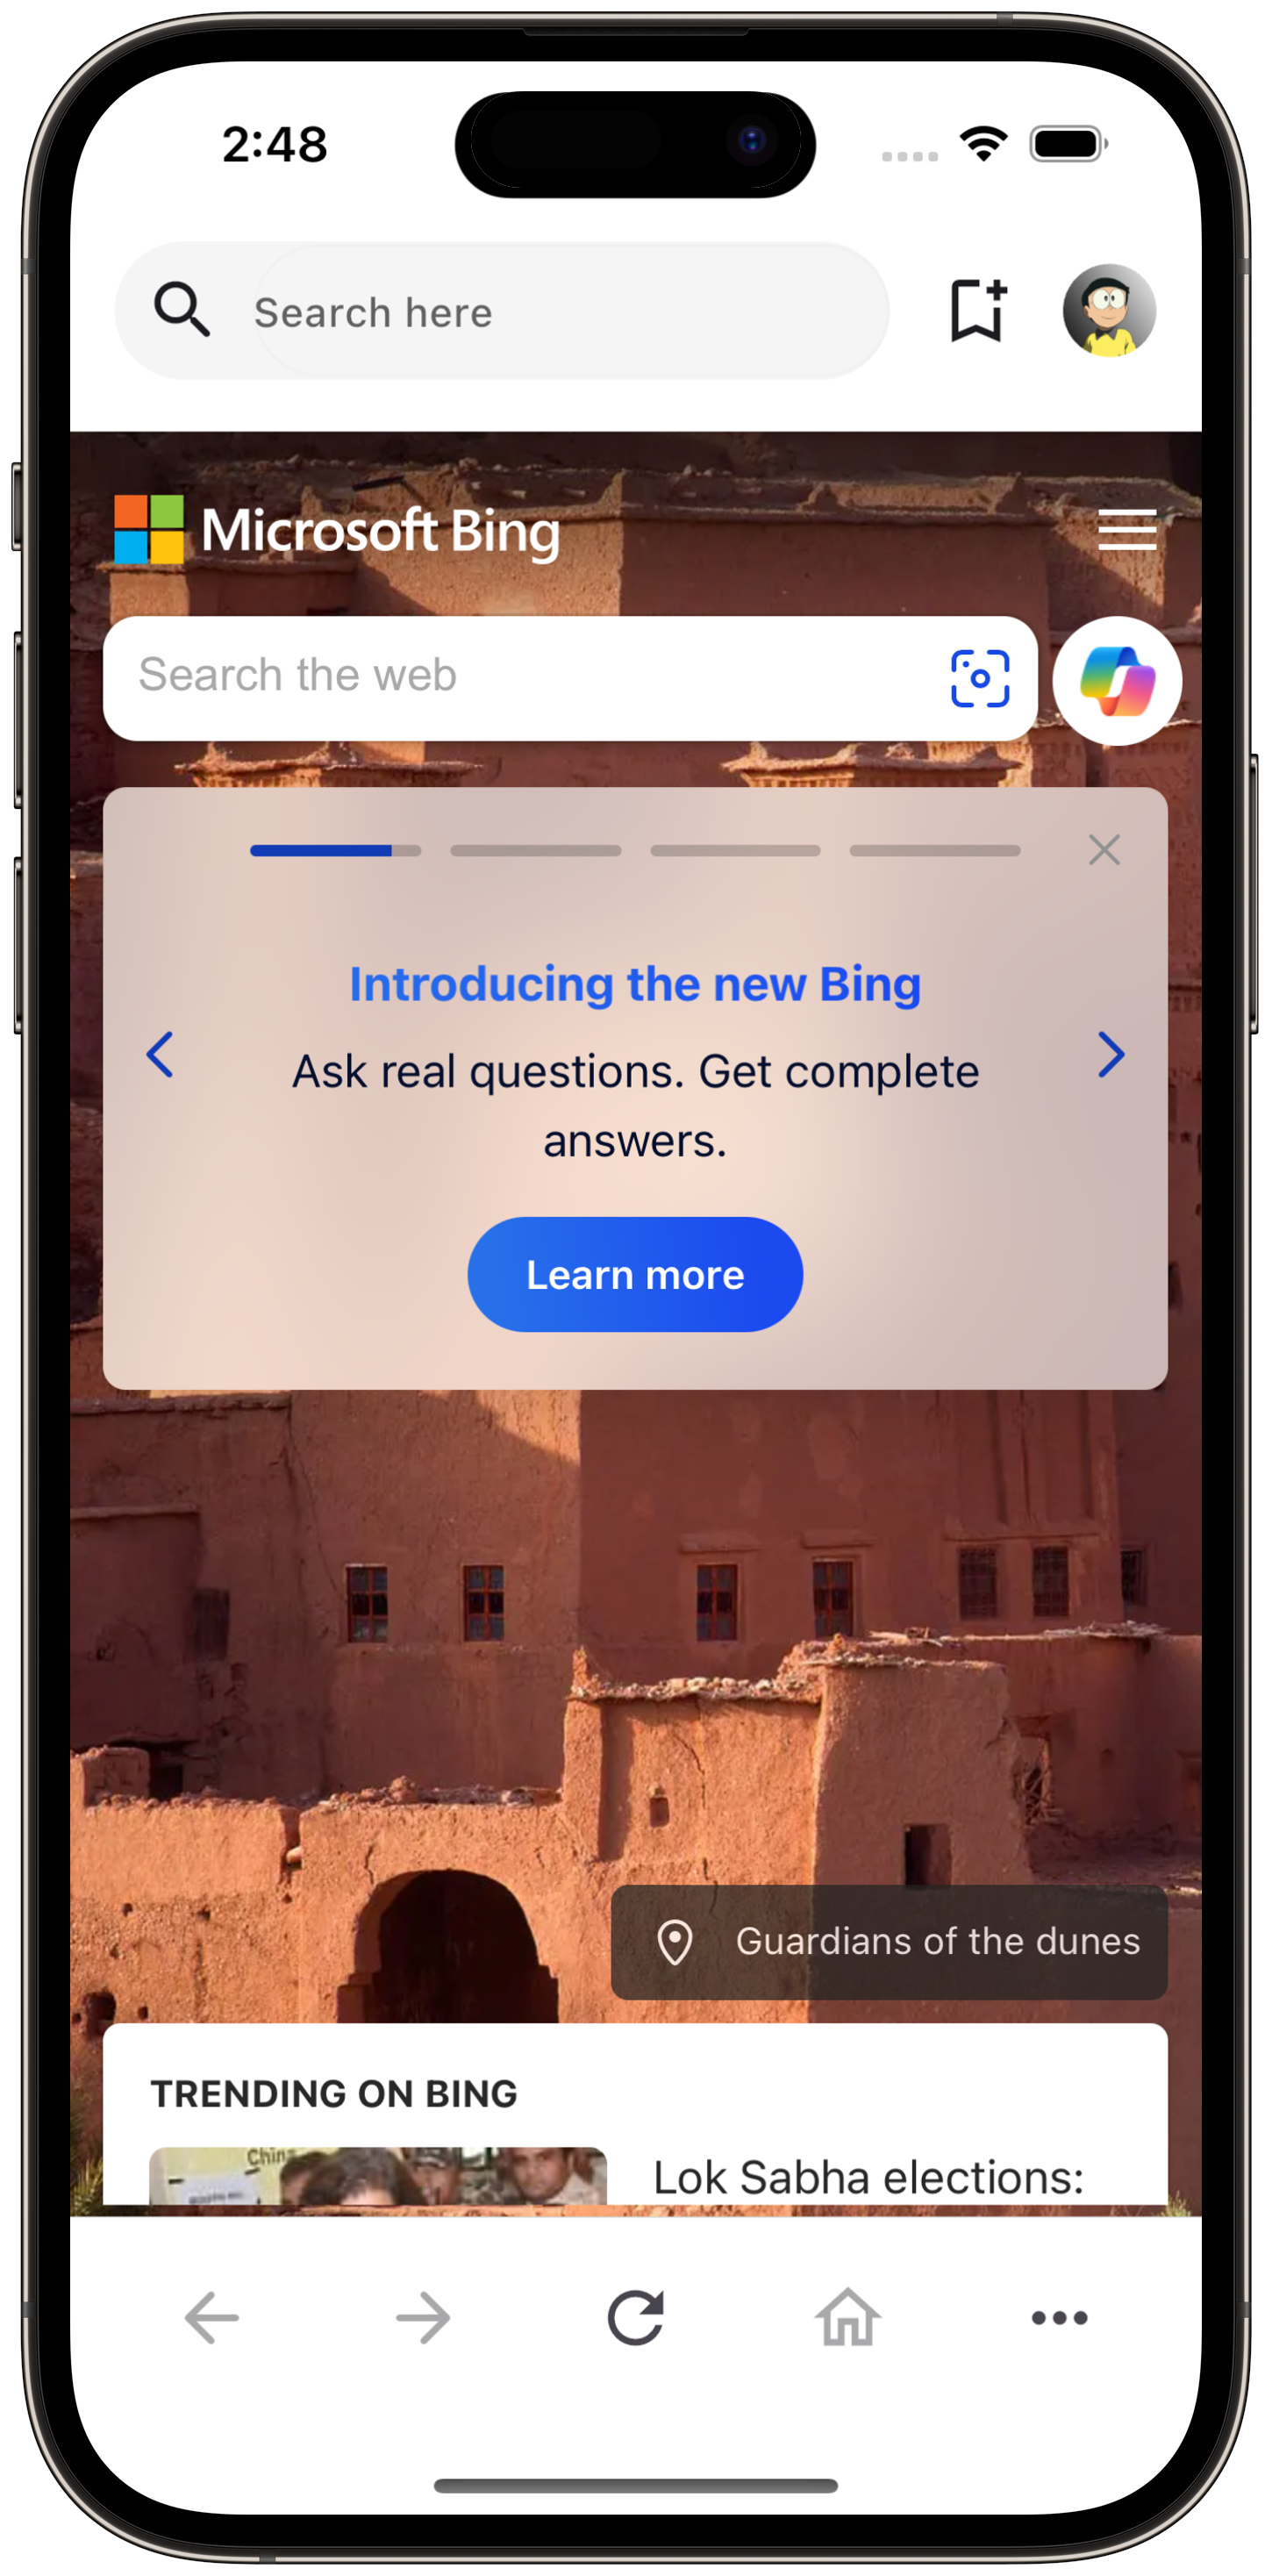 2:48
Search here
Microsoft Bing
Search the web
Introducing the new Bing
Ask real questions. Get complete
answers.
Learn more
Guardians of the dunes
TRENDING ON BING
China
Lok Sabha elections: